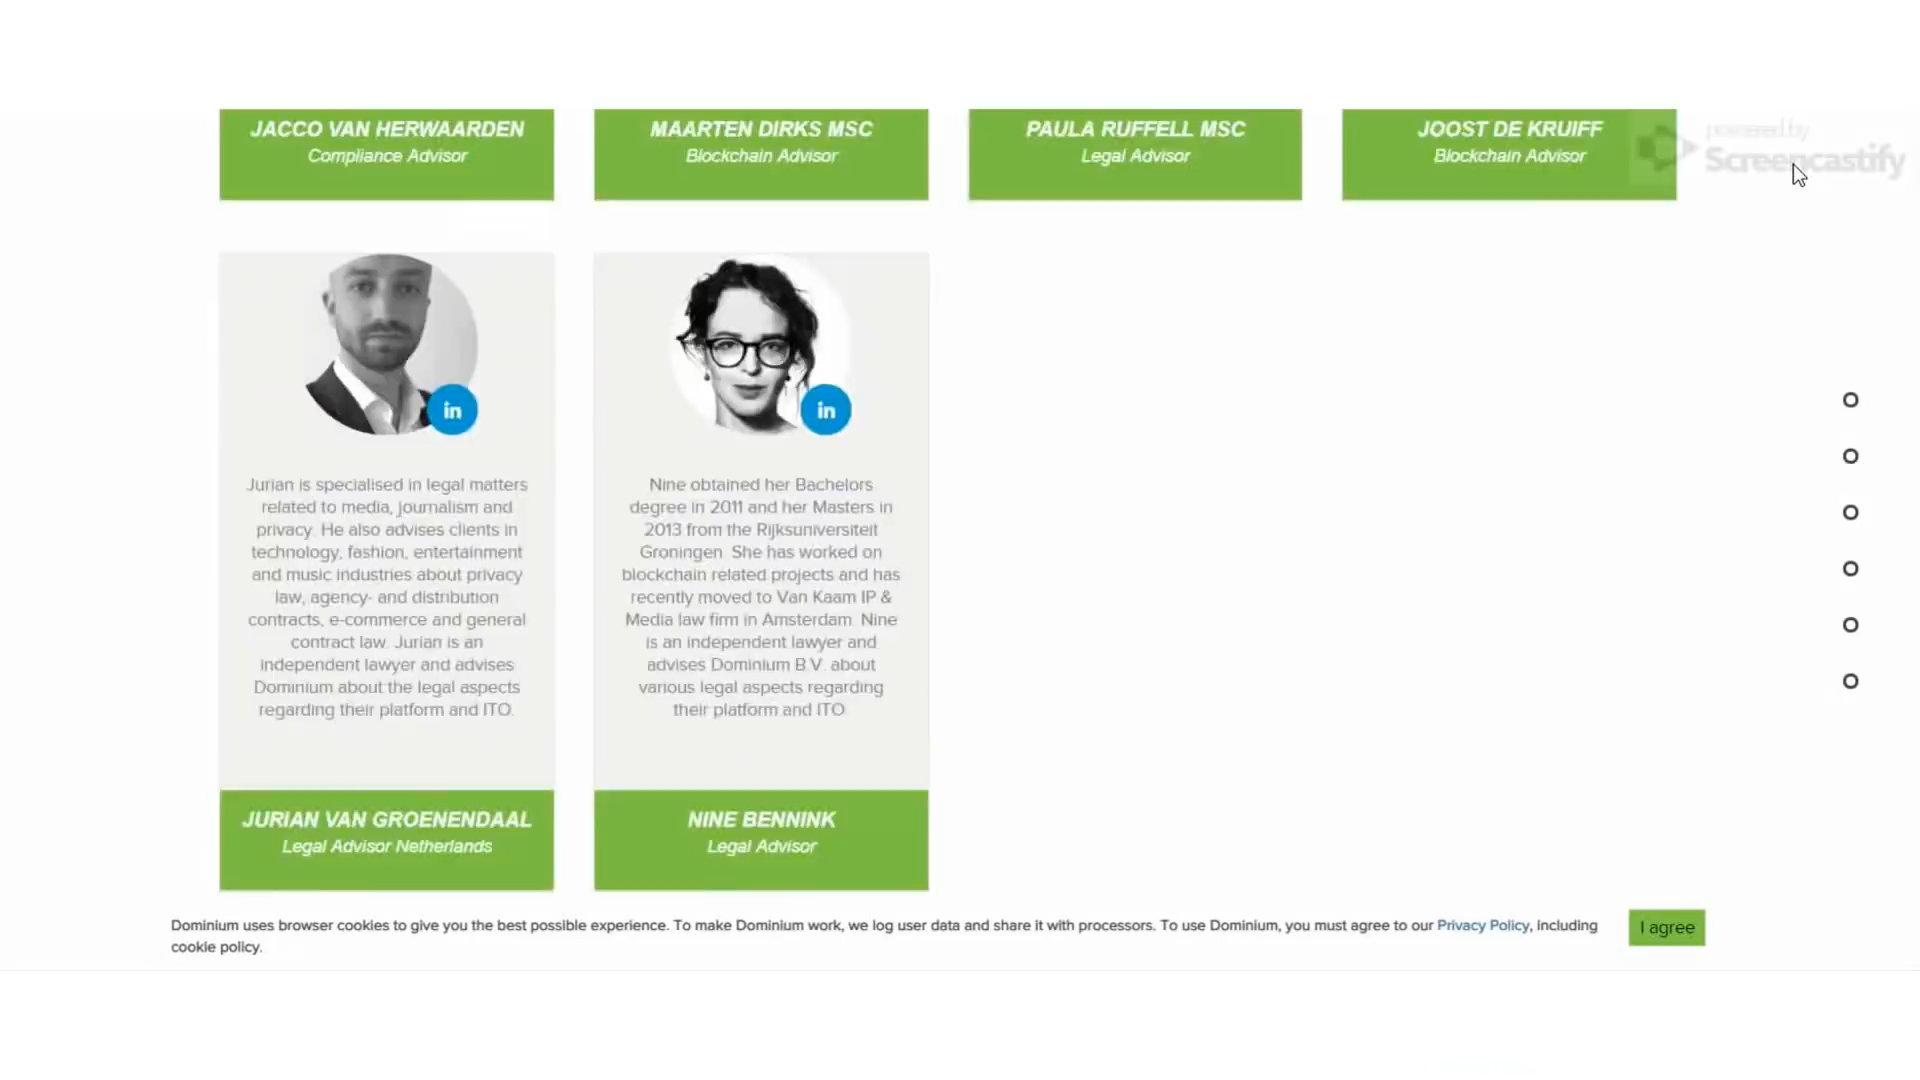 JACCO VAN HERWAARDEN
Compliance Advisor
MAARTEN DIRKS MSC
Blockchain Advisor
PAULA RUFFELL MSC
Legal Advisor
JOOST DE KRUIFF
Blockchain Advisor
powered by
Screencastify
in
Jurian is specialised in legal matters
related to media, journalism and
privacy. He also advises clients in
technology, fashion, entertainment
and music industries about privacy
law, agency- and distribution
contracts, e-commerce and general
contract law. Jurian is an
independent lawyer and advises
Dominium about the legal aspects
regarding their platform and ITO.
JURIAN VAN GROENENDAAL
Legal Advisor Netherlands
in
Nine obtained her Bachelors
degree in 2011 and her Masters in
2013 from the Rijksuniversiteit
Groningen. She has worked on
blockchain related projects and has
recently moved to Van Kaam IP &
Media law firm in Amsterdam. Nine
is an independent lawyer and
advises Dominium B.V. about
various legal aspects regarding
their platform and ITO
NINE BENNINK
Legal Advisor
Dominium uses browser cookies to give you the best possible experience. To make Dominium work, we log user data and share it with processors. To use Dominium, you must agree to our Privacy Policy, including
cookie policy.
I agree